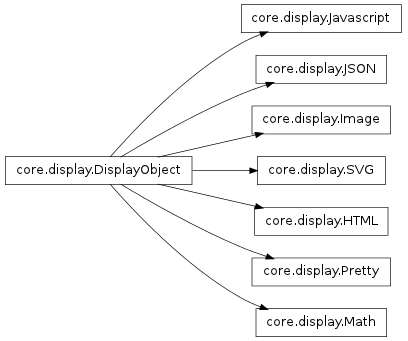 core.display.Javascript
core.display.JSON
core.display.Image
core.display.DisplayObject
core.display.SVG
core.display.HTML
core.display.Pretty
core.display.Math